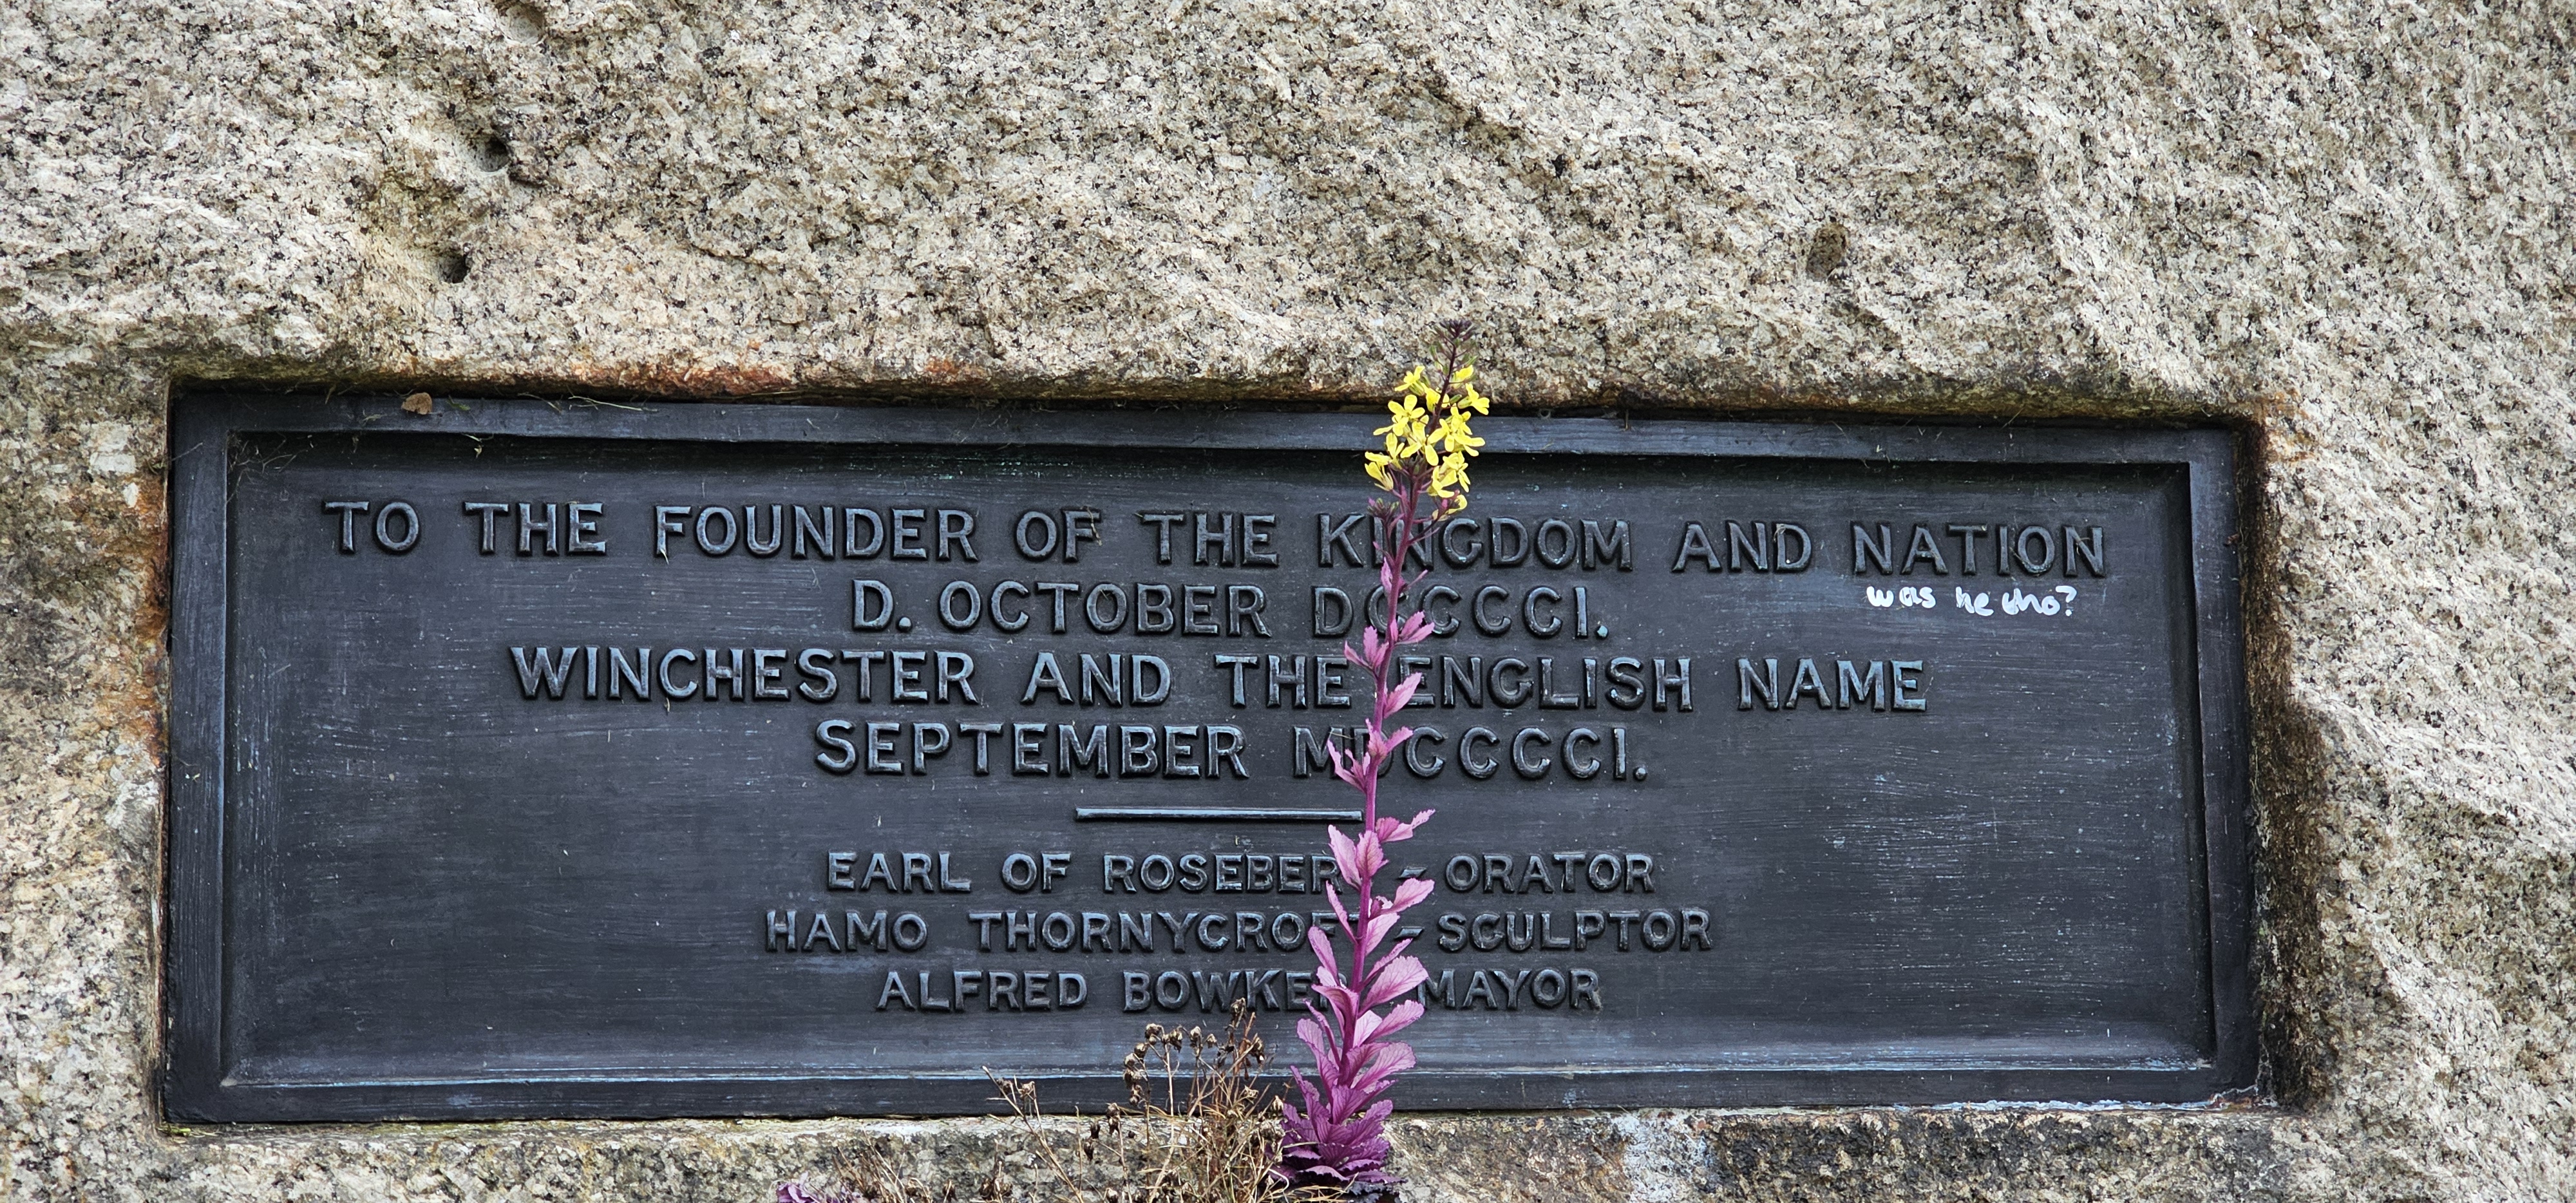 TO THE FOUNDER OF THE KINGDOM AND NATION
was he tho?
D. OCTOBER DCCCCI.
WINCHESTER AND THE ENGLISH NAME
SEPTEMBER MDCCCCI.
EARL OF ROSEBERY - ORATOR
HAMO THORNYCROFT - SCULPTOR
ALFRED BOWKER - MAYOR